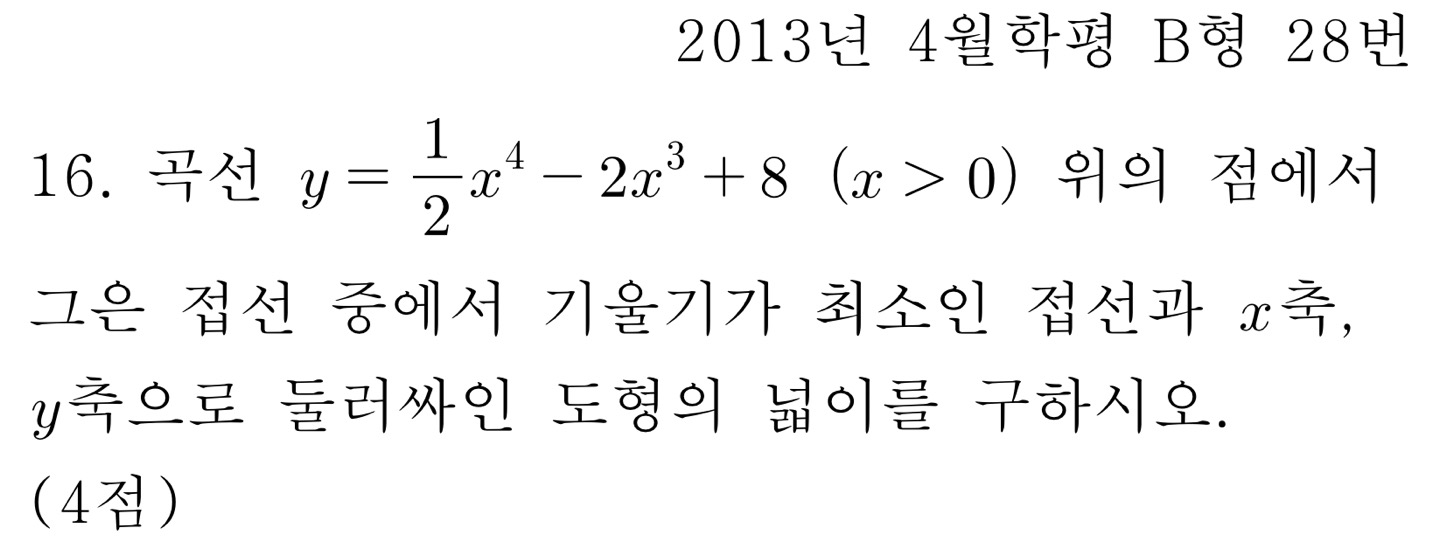 2013년 4월학평 B형 28번
16. 곡선 $y=\frac{1}{2}x^4-2x^3+8$ $(x>0)$ 위의 점에서
그은 접선 중에서 기울기가 최소인 접선과 $x$축,
$y$축으로 둘러싸인 도형의 넓이를 구하시오.
(4점)